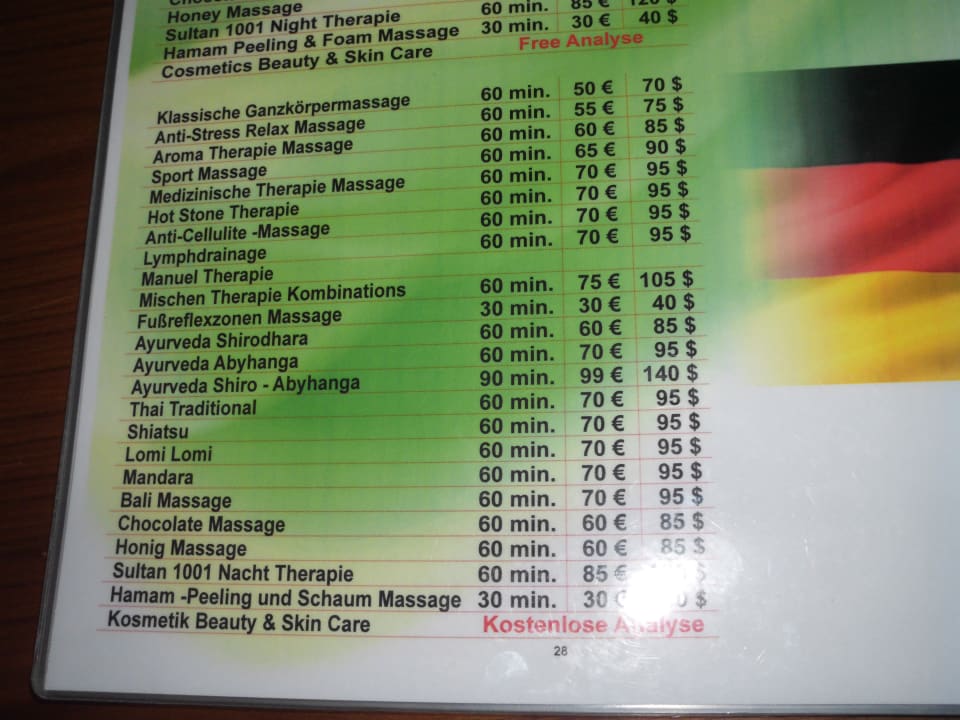 Honey Massage
Sultan 1001 Night Therapie 60 min. 85 € 120 $
Hamam Peeling & Foam Massage 30 min. 30 € 40 $
Cosmetics Beauty & Skin Care Free Analyse
Klassische Ganzkörpermassage 60 min. 50 € 70 $
Anti-Stress Relax Massage 60 min. 55 € 75 $
Aroma Therapie Massage 60 min. 60 € 85 $
Sport Massage 60 min. 65 € 90 $
Medizinische Therapie Massage 60 min. 70 € 95 $
Hot Stone Therapie 60 min. 70 € 95 $
Anti-Cellulite -Massage 60 min. 70 € 95 $
Lymphdrainage 60 min. 70 € 95 $
Manuel Therapie
Mischen Therapie Kombinations 60 min. 75 € 105 $
Fußreflexzonen Massage 30 min. 30 € 40 $
Ayurveda Shirodhara 60 min. 60 € 85 $
Ayurveda Abyhanga 60 min. 70 € 95 $
Ayurveda Shiro - Abyhanga 90 min. 99 € 140 $
Thai Traditional 60 min. 70 € 95 $
Shiatsu 60 min. 70 € 95 $
Lomi Lomi 60 min. 70 € 95 $
Mandara 60 min. 70 € 95 $
Bali Massage 60 min. 70 € 95 $
Chocolate Massage 60 min. 60 € 85 $
Honig Massage 60 min. 60 € 85 $
Sultan 1001 Nacht Therapie 60 min. 85 € $
Hamam -Peeling und Schaum Massage 30 min. 30 € $
Kosmetik Beauty & Skin Care Kostenlose Analyse
28